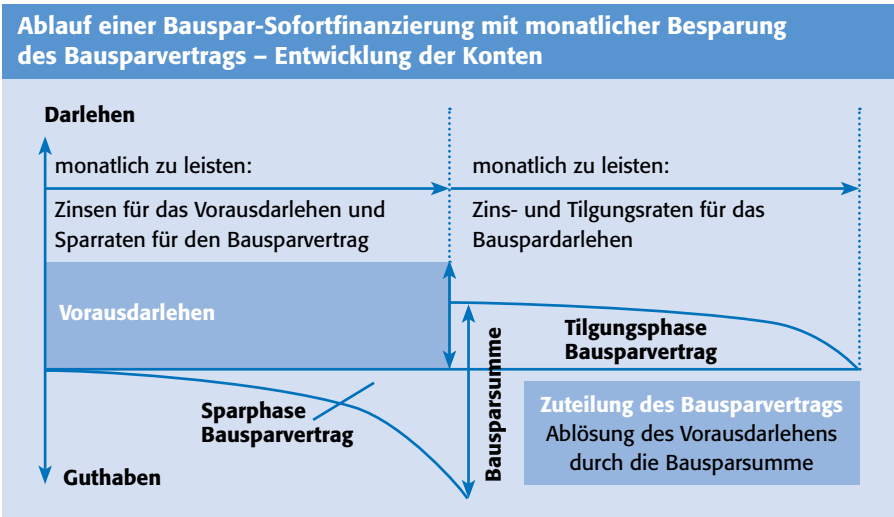 Ablauf einer Bauspar-Sofortfinanzierung mit monatlicher Besparung
des Bausparvertrags – Entwicklung der Konten
Darlehen
monatlich zu leisten:
Zinsen für das Vorausdarlehen und
Sparraten für den Bausparvertrag
monatlich zu leisten:
Zins- und Tilgungsraten für das
Bauspardarlehen
Vorausdarlehen
Tilgungsphase
Bausparvertrag
Bausparsumme
Sparphase
Bausparvertrag
Zuteilung des Bausparvertrags
Ablösung des Vorausdarlehens
durch die Bausparsumme
Guthaben